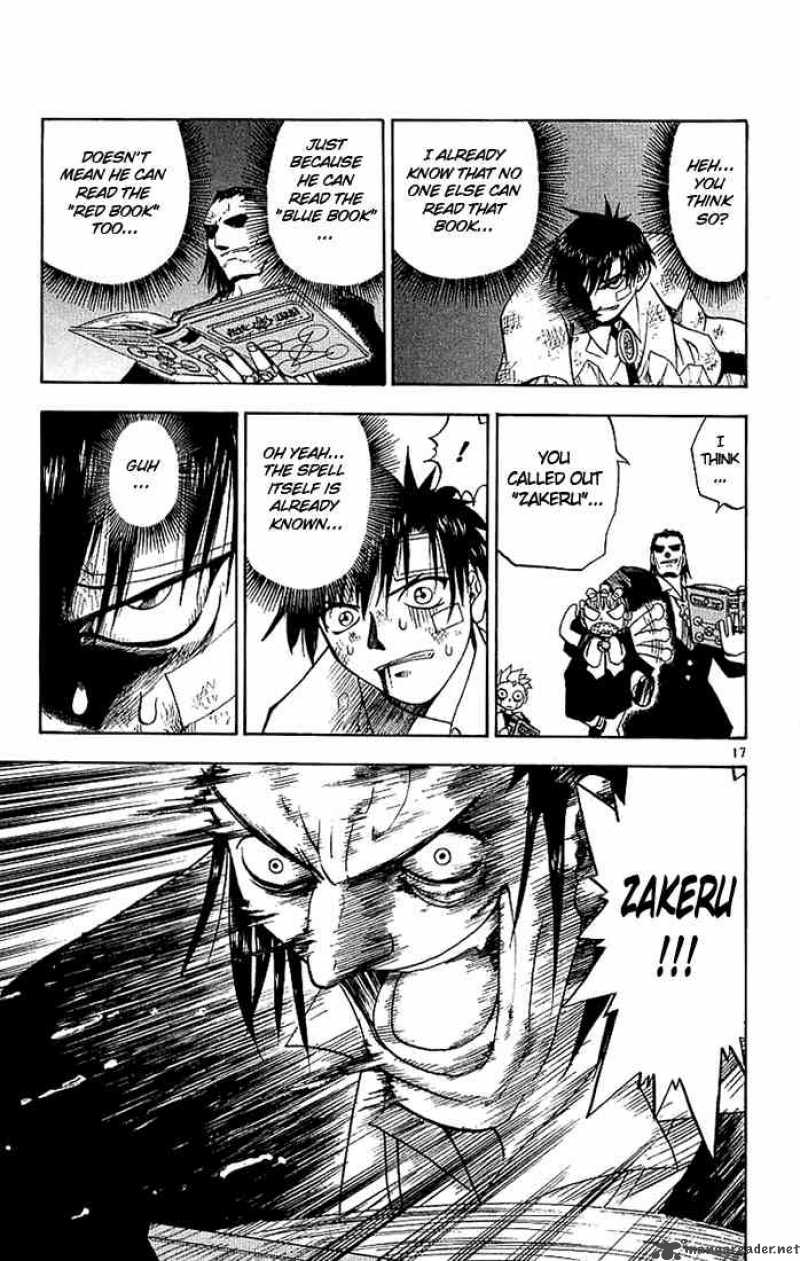 HEH...
YOU
THINK
SO?
I ALREADY
KNOW THAT NO
ONE ELSE CAN
READ THAT
BOOK...
JUST
BECAUSE
HE CAN
READ THE
"BLUE BOOK"
...
DOESN'T
MEAN HE CAN
READ THE
"RED BOOK"
TOO...
I
THINK
...
YOU
CALLED OUT
"ZAKERU"...
!
OH YEAH...
THE SPELL
ITSELF IS
ALREADY
KNOWN...
GUH
...
17
ZAKERU
!!!
mangareader.net